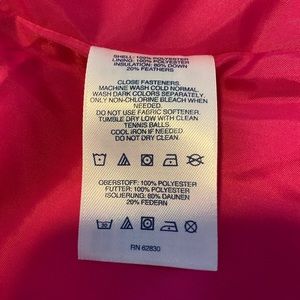 SHELL: 100% POLYESTER
LINING: 100% POLYESTER
INSULATION: 80% DOWN
20% FEATHERS
CLOSE FASTENERS.
MACHINE WASH COLD NORMAL
WASH DARK COLORS SEPARATELY,
ONLY NON-CHLORINE BLEACH WHEN
NEEDED.
DO NOT USE FABRIC SOFTENER.
TUMBLE DRY LOW WITH CLEAN
TENNIS BALLS.
COOL IRON IF NEEDED
DO NOT DRY CLEAN.
OBERSTOFF: 100% POLYESTER
FUTTER: 100% POLYESTER
ISOLIERUNG: 80% DAUNEN
20% FEDERN
RN 62830